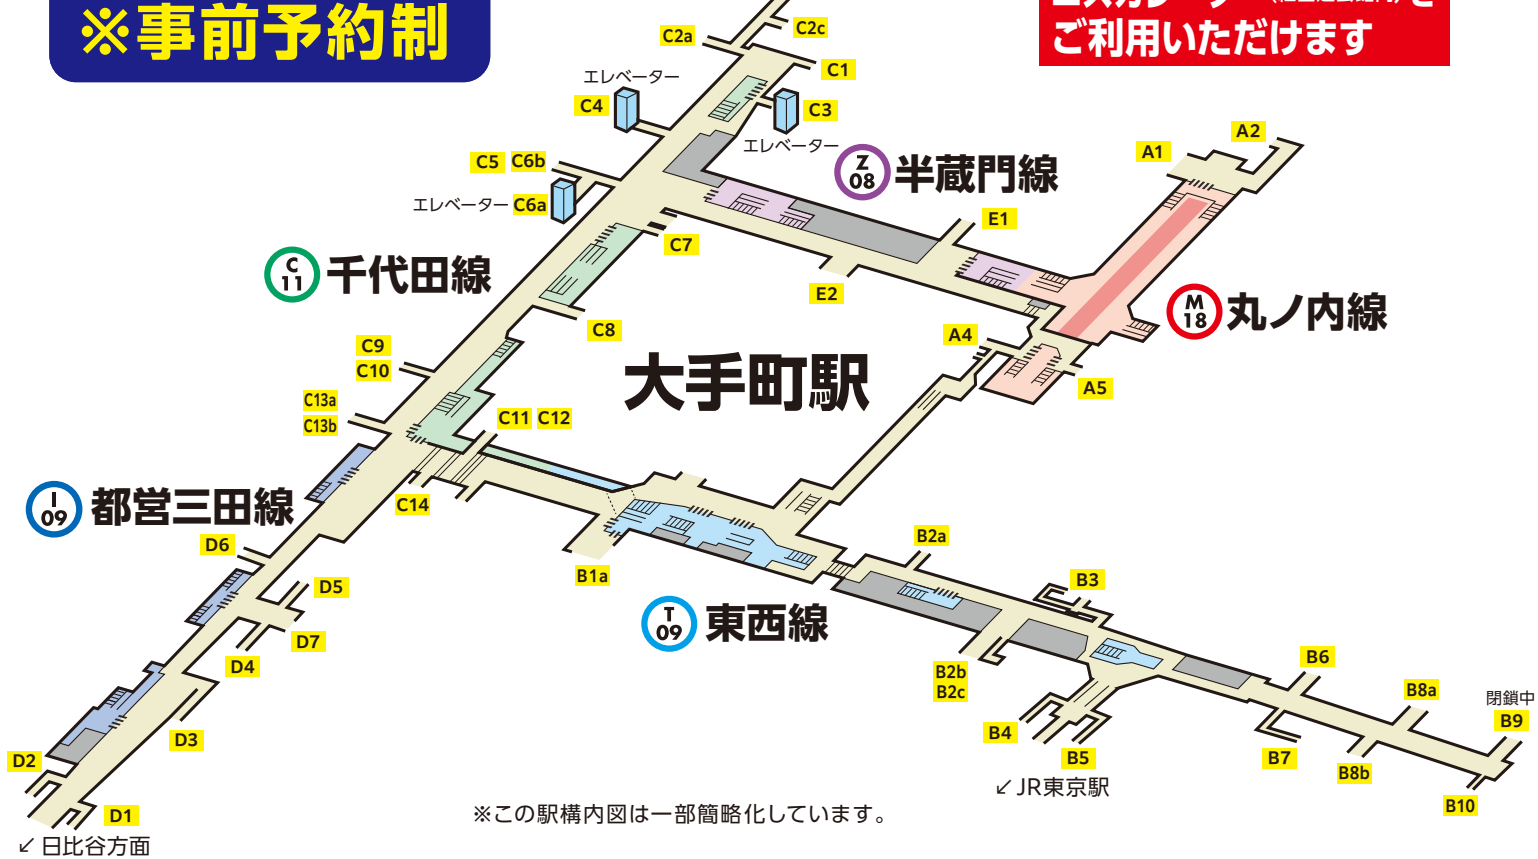 ※事前予約制
ご利用いただけます
C2c
C2a
C1
エレベーター
C4
C3
エレベーター
A2
A1
C5 C6b
Z
08
半蔵門線
エレベーター C6a
E1
C7
C
11
千代田線
E2
M
18
丸ノ内線
C8
A4
C9
C10
大手町駅
A5
C13a
C13b
C11 C12
I
09
都営三田線
C14
D6
B2a
B1a
B3
D5
T
09
東西線
D7
D4
B2b
B2c
B6
B8a
閉鎖中
B9
D3
B4
B5
B7
B8b
D2
↙JR東京駅
B10
D1
※この駅構内図は一部簡略化しています。
↙日比谷方面